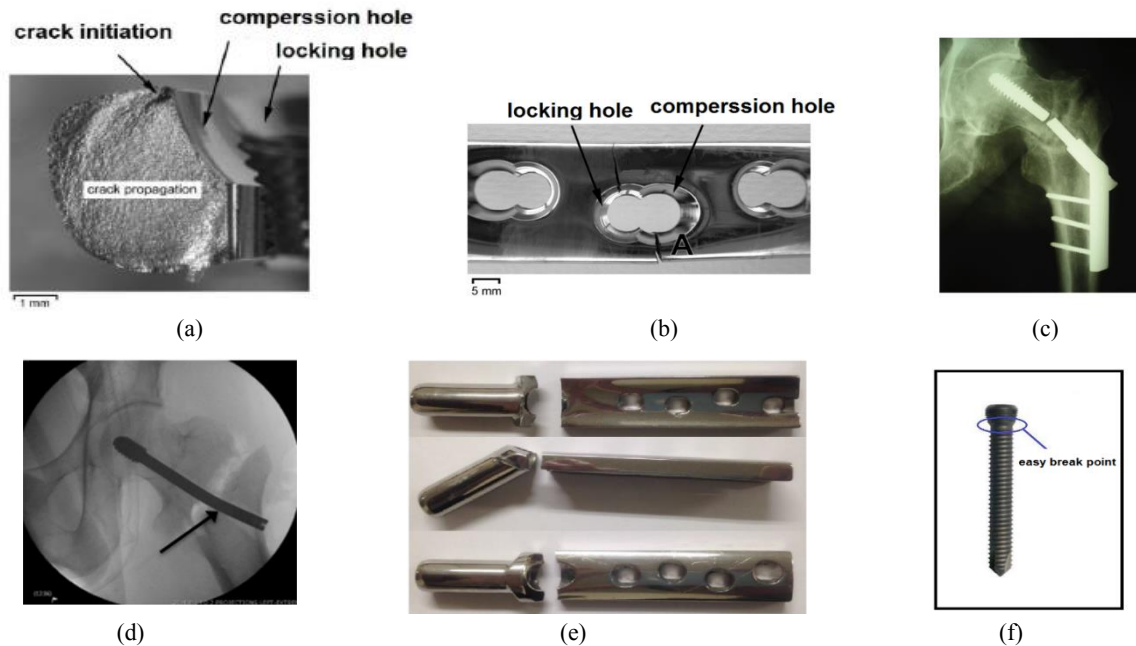 crack initiation
comperssion hole
locking hole
crack propagation
1 mm
(a)
locking hole
comperssion hole
A
5 mm
(b)
(c)
(d)
(e)
easy break point
(f)